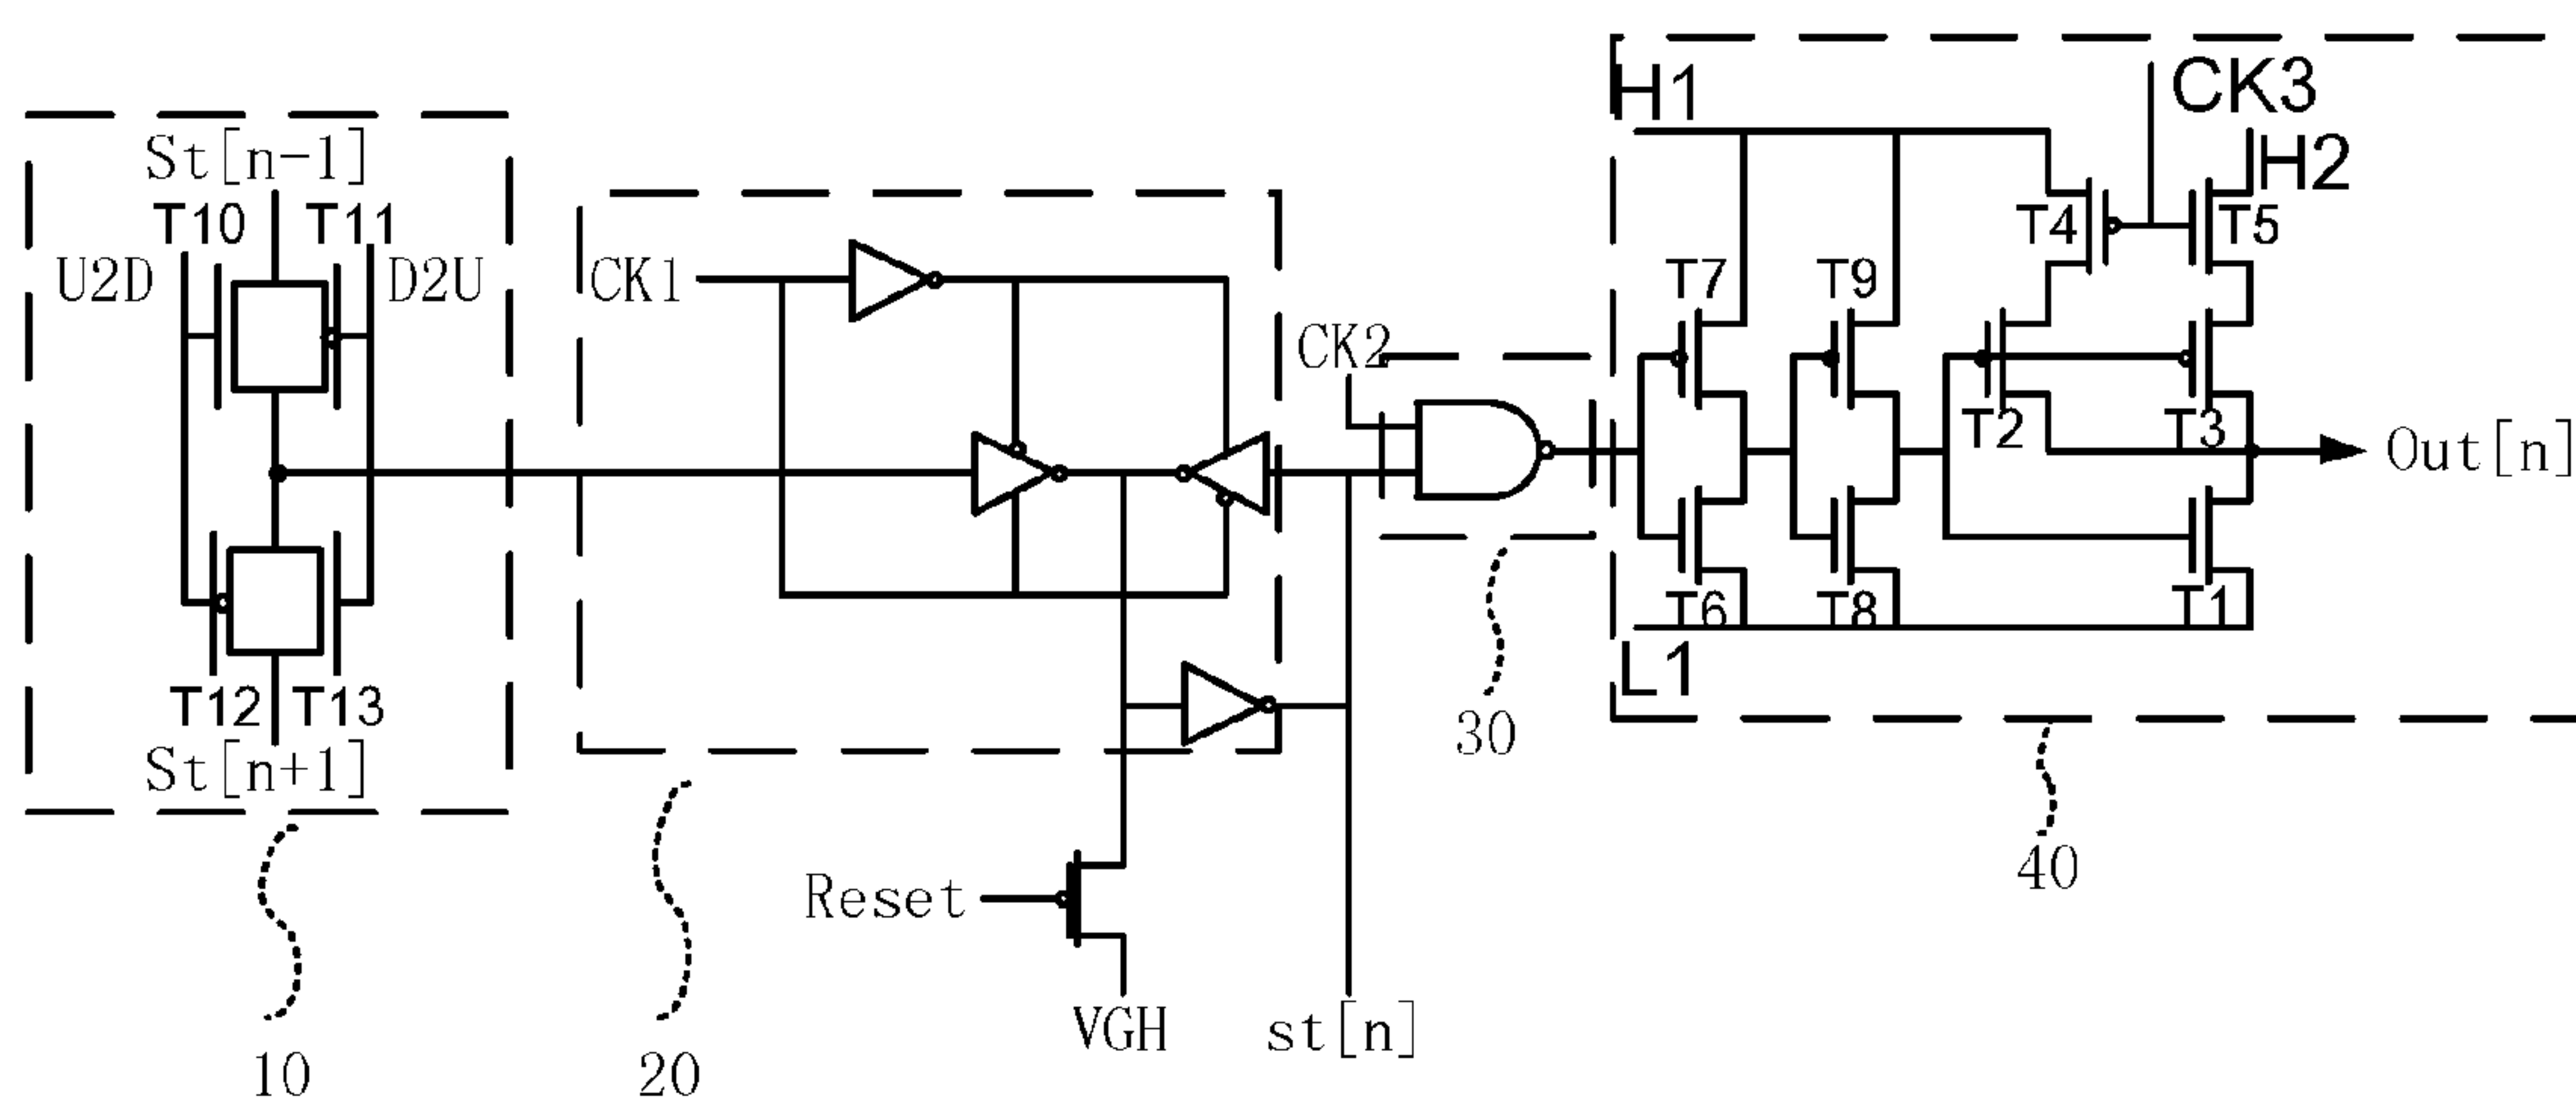 St[n-1]
T10
T11
U2D
D2U
T12
T13
St[n+1]
10
CK1
20
Reset
VGH
st[n]
CK2
30
H1
CK3
H2
T4
T5
T7
T9
T2
T3
Out[n]
T6
T8
T1
L1
40